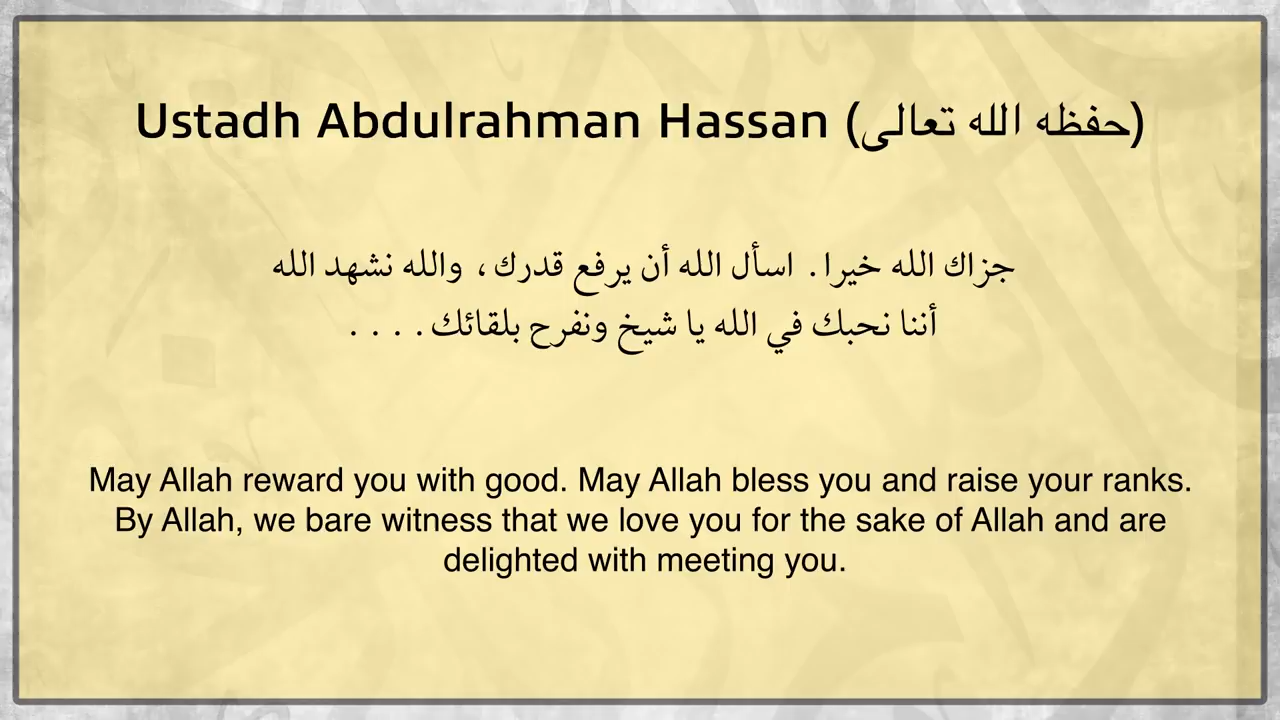 Ustadh Abdulrahman Hassan (حفظه الله تعالى)
جزاك الله خيرا. اسأل الله أن يرفع قدرك، والله نشهد الله
أننا نحبك في الله يا شيخ ونفرح بلقائك. . . .
May Allah reward you with good. May Allah bless you and raise your ranks.
By Allah, we bare witness that we love you for the sake of Allah and are
delighted with meeting you.